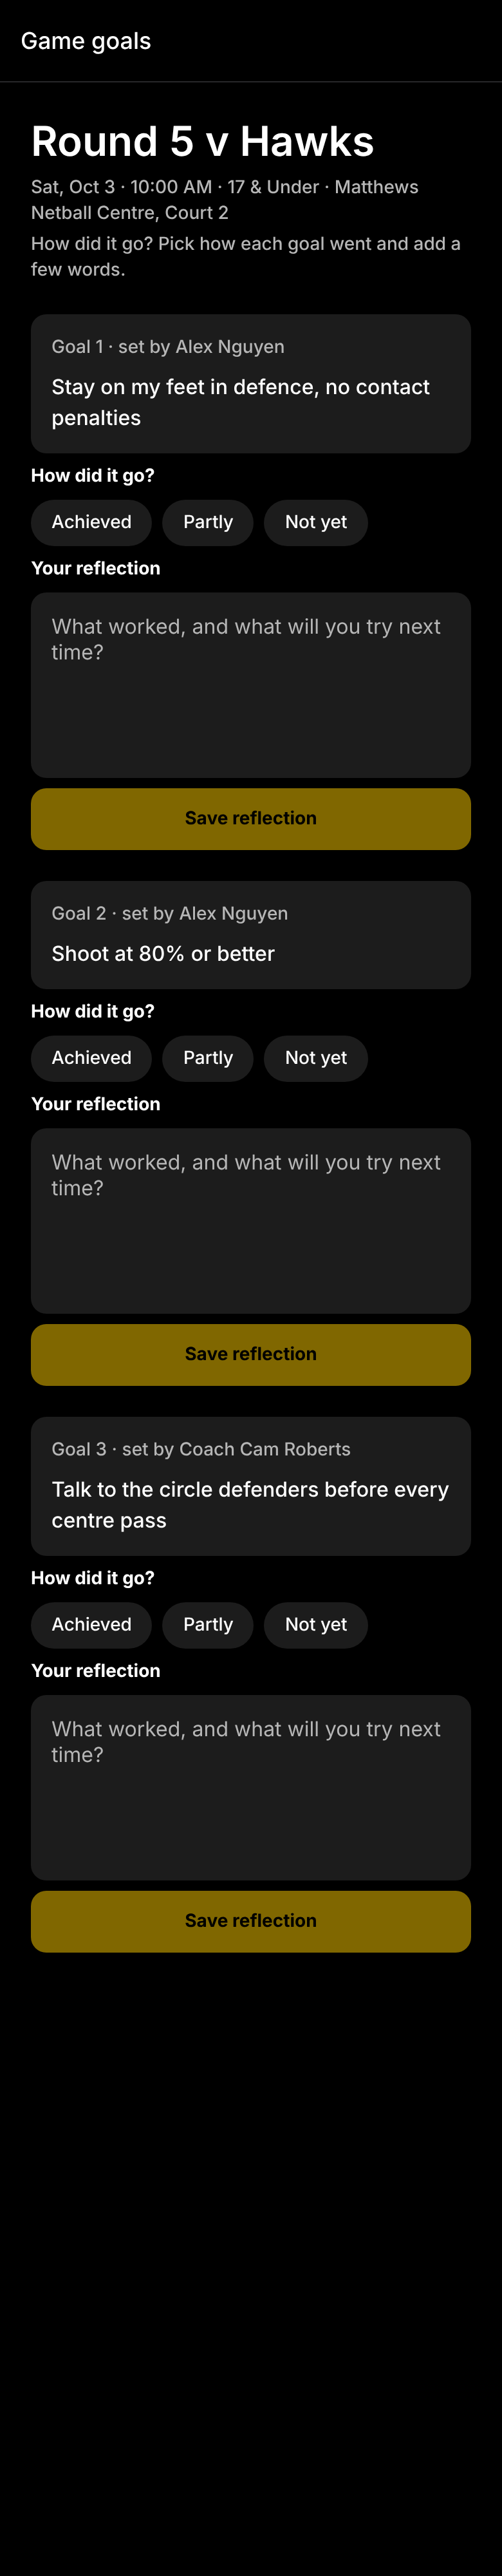 Game goals
Round 5 v Hawks
Sat, Oct 3 · 10:00 AM · 17 & Under · Matthews
Netball Centre, Court 2
How did it go? Pick how each goal went and add a
few words.
Goal 1 · set by Alex Nguyen
Stay on my feet in defence, no contact
penalties
How did it go?
Achieved Partly Not yet
Your reflection
What worked, and what will you try next
time?
Save reflection
Goal 2 · set by Alex Nguyen
Shoot at 80% or better
How did it go?
Achieved Partly Not yet
Your reflection
What worked, and what will you try next
time?
Save reflection
Goal 3 · set by Coach Cam Roberts
Talk to the circle defenders before every
centre pass
How did it go?
Achieved Partly Not yet
Your reflection
What worked, and what will you try next
time?
Save reflection